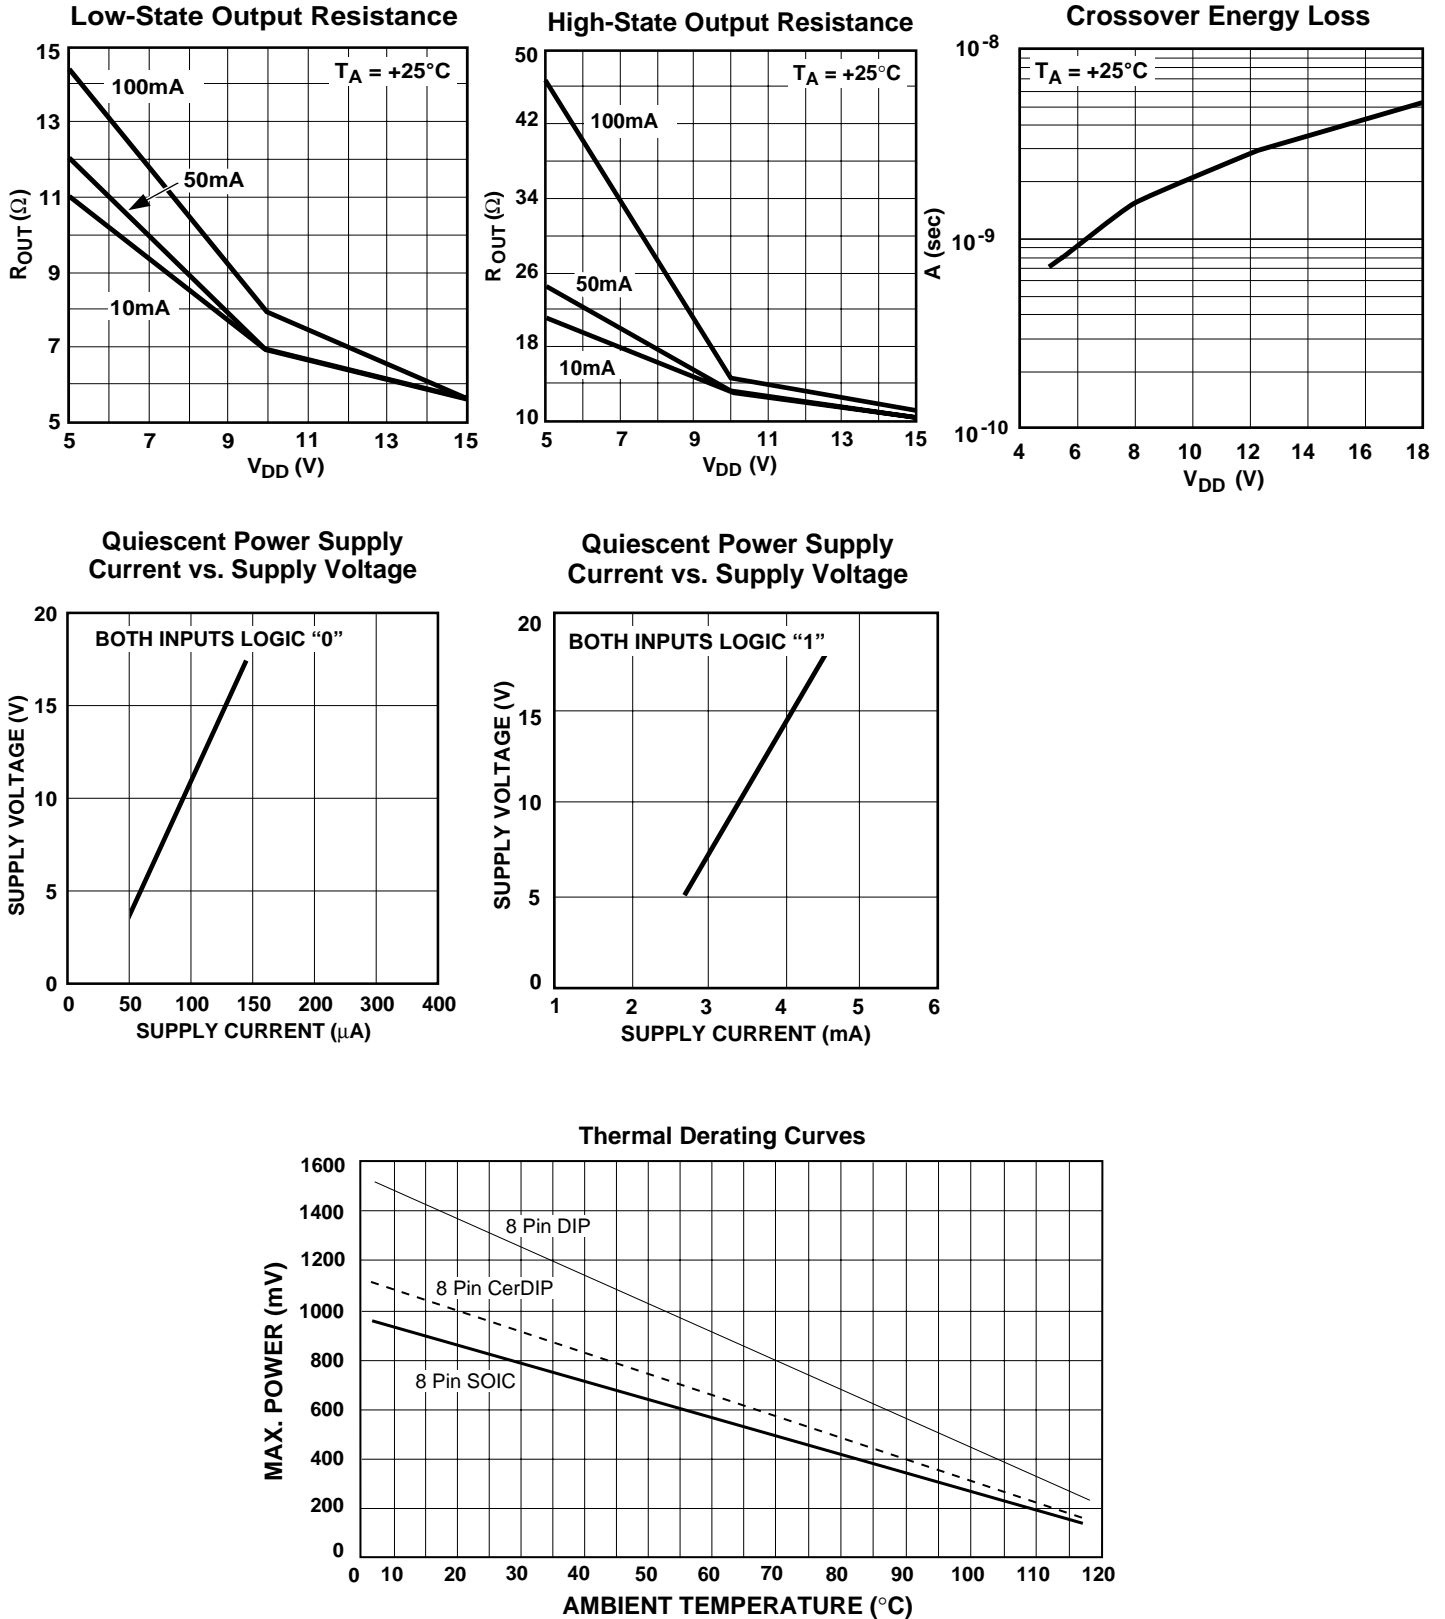 Low-State Output Resistance
15
13
11
9
7
5
R_OUT (Ω)
T_A = +25°C
100mA
50mA
10mA
5 7 9 11 13 15
V_DD (V)
High-State Output Resistance
50
42
34
26
18
10
R_OUT (Ω)
T_A = +25°C
100mA
50mA
10mA
5 7 9 11 13 15
V_DD (V)
Crossover Energy Loss
10^-8
10^-9
10^-10
A (sec)
T_A = +25°C
4 6 8 10 12 14 16 18
V_DD (V)
Quiescent Power Supply
Current vs. Supply Voltage
20
15
10
5
0
SUPPLY VOLTAGE (V)
BOTH INPUTS LOGIC “0”
0 50 100 150 200 300 400
SUPPLY CURRENT (μA)
Quiescent Power Supply
Current vs. Supply Voltage
20
15
10
5
0
SUPPLY VOLTAGE (V)
BOTH INPUTS LOGIC “1”
1 2 3 4 5 6
SUPPLY CURRENT (mA)
Thermal Derating Curves
1600
1400
1200
1000
800
600
400
200
0
MAX. POWER (mV)
8 Pin DIP
8 Pin CerDIP
8 Pin SOIC
0 10 20 30 40 50 60 70 80 90 100 110 120
AMBIENT TEMPERATURE (°C)